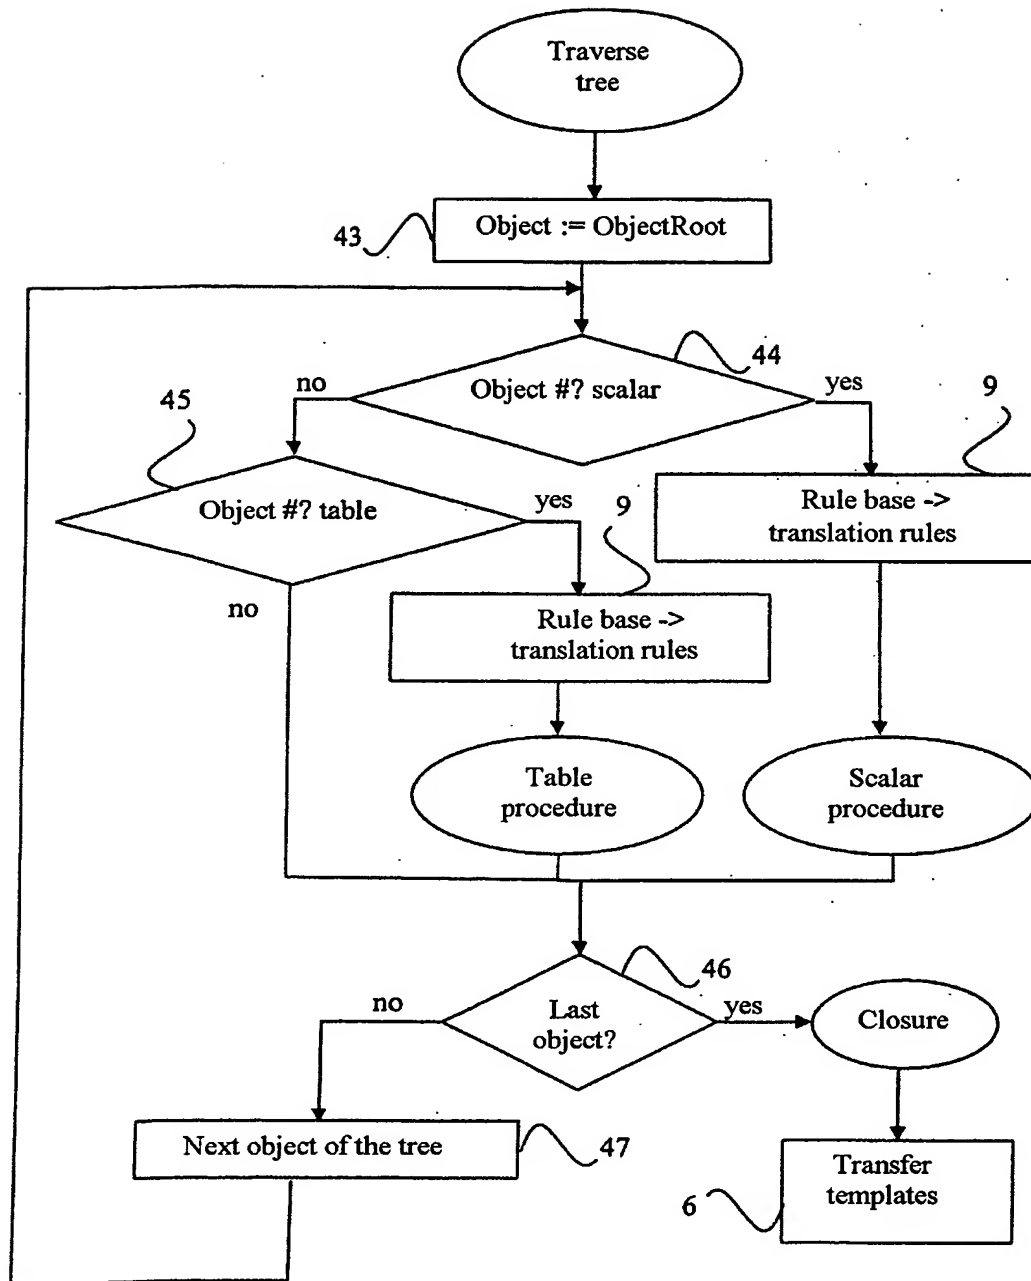 Traverse
tree
43
Object := ObjectRoot
44
no
Object #? scalar
yes
9
45
Object #? table
yes
9
Rule base ->
translation rules
no
Rule base ->
translation rules
Table
procedure
Scalar
procedure
46
no
Last
object?
yes
Closure
Next object of the tree
47
Transfer
templates
6